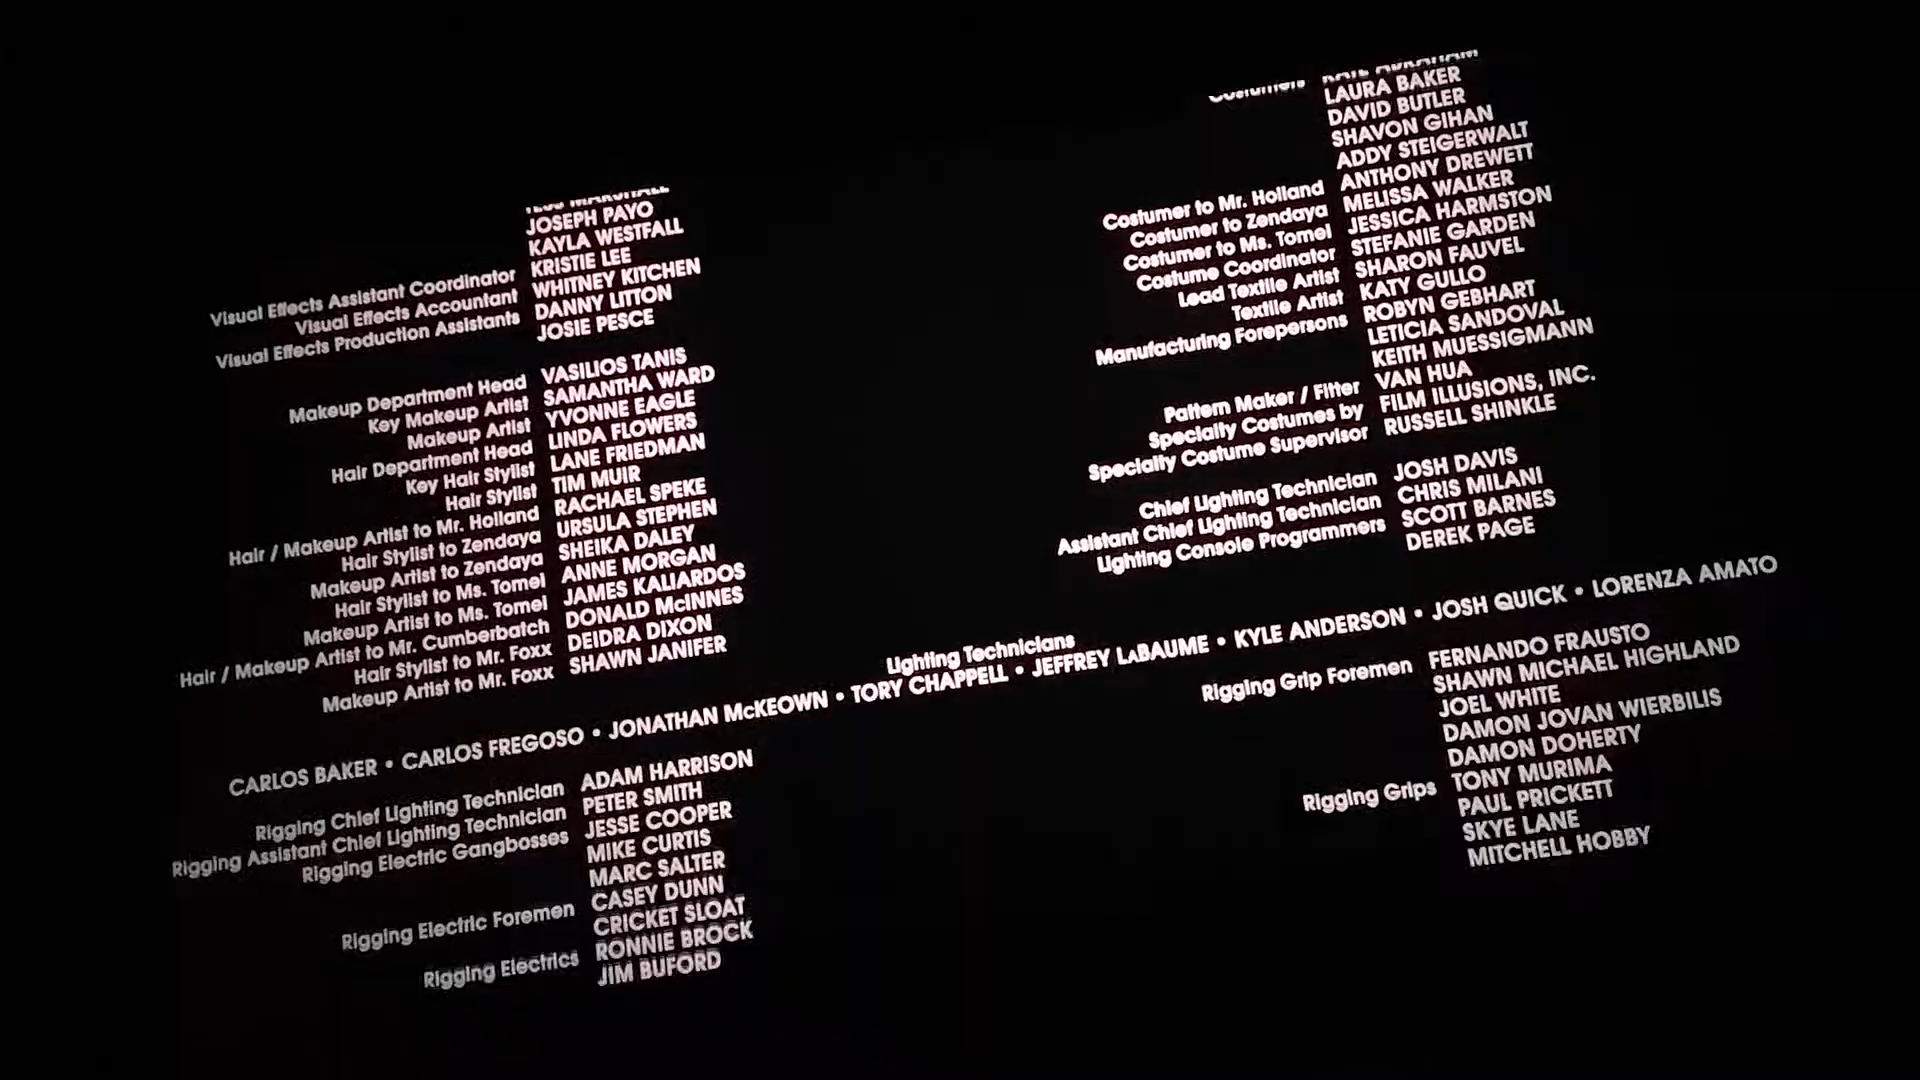 JOSEPH PAYO
KAYLA WESTFALL
Visual Effects Assistant Coordinator KRISTIE LEE
Visual Effects Accountant WHITNEY KITCHEN
Visual Effects Production Assistants DANNY LITTON
JOSIE PESCE
Makeup Department Head VASILIOS TANIS
Key Makeup Artist SAMANTHA WARD
Makeup Artist YVONNE EAGLE
Hair Department Head LINDA FLOWERS
Key Hair Stylist LANE FRIEDMAN
Hair Stylist TIM MUIR
Hair / Makeup Artist to Mr. Holland RACHAEL SPEKE
Hair Stylist to Zendaya URSULA STEPHEN
Makeup Artist to Zendaya SHEIKA DALEY
Hair Stylist to Ms. Tomei ANNE MORGAN
Makeup Artist to Ms. Tomei JAMES KALIARDOS
Hair / Makeup Artist to Mr. Cumberbatch DONALD McINNES
Hair Stylist to Mr. Foxx DEIDRA DIXON
Makeup Artist to Mr. Foxx SHAWN JANIFER
Costumers KATE ABRAHAM
LAURA BAKER
DAVID BUTLER
SHAVON GIHAN
ADDY STEIGERWALT
Costumer to Mr. Holland ANTHONY DREWETT
Costumer to Zendaya MELISSA WALKER
Costumer to Ms. Tomei JESSICA HARMSTON
Costume Coordinator STEFANIE GARDEN
Lead Textile Artist SHARON FAUVEL
Textile Artist KATY GULLO
Manufacturing Forepersons ROBYN GEBHART
LETICIA SANDOVAL
KEITH MUESSIGMANN
Pattern Maker / Fitter VAN HUA
Specialty Costumes by FILM ILLUSIONS, INC.
Specialty Costume Supervisor RUSSELL SHINKLE
Chief Lighting Technician JOSH DAVIS
Assistant Chief Lighting Technician CHRIS MILANI
Lighting Console Programmers SCOTT BARNES
DEREK PAGE
Lighting Technicians
CARLOS BAKER • CARLOS FREGOSO • JONATHAN McKEOWN • TORY CHAPPELL • JEFFREY LaBAUME • KYLE ANDERSON • JOSH QUICK • LORENZA AMATO
Rigging Chief Lighting Technician ADAM HARRISON
Rigging Assistant Chief Lighting Technician PETER SMITH
Rigging Electric Gangbosses JESSE COOPER
MIKE CURTIS
MARC SALTER
Rigging Electric Foremen CASEY DUNN
CRICKET SLOAT
Rigging Electrics RONNIE BROCK
JIM BUFORD
Rigging Grip Foremen FERNANDO FRAUSTO
SHAWN MICHAEL HIGHLAND
JOEL WHITE
DAMON JOVAN WIERBILIS
DAMON DOHERTY
Rigging Grips TONY MURIMA
PAUL PRICKETT
SKYE LANE
MITCHELL HOBBY